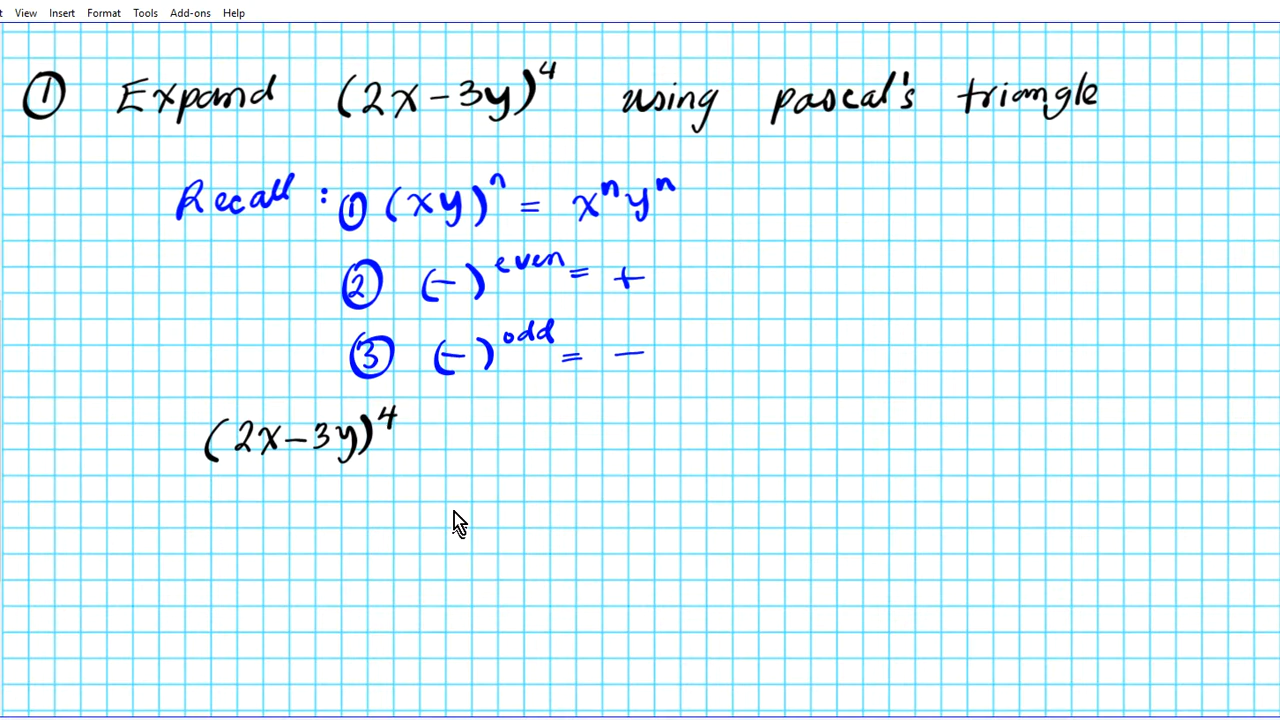 View Insert Format Tools Add-ons Help
① Expand (2x-3y)⁴ using pascal's triangle
Recall : ① (xy)ⁿ = xⁿyⁿ
② (-)^even = +
③ (-)^odd = -
(2x-3y)⁴